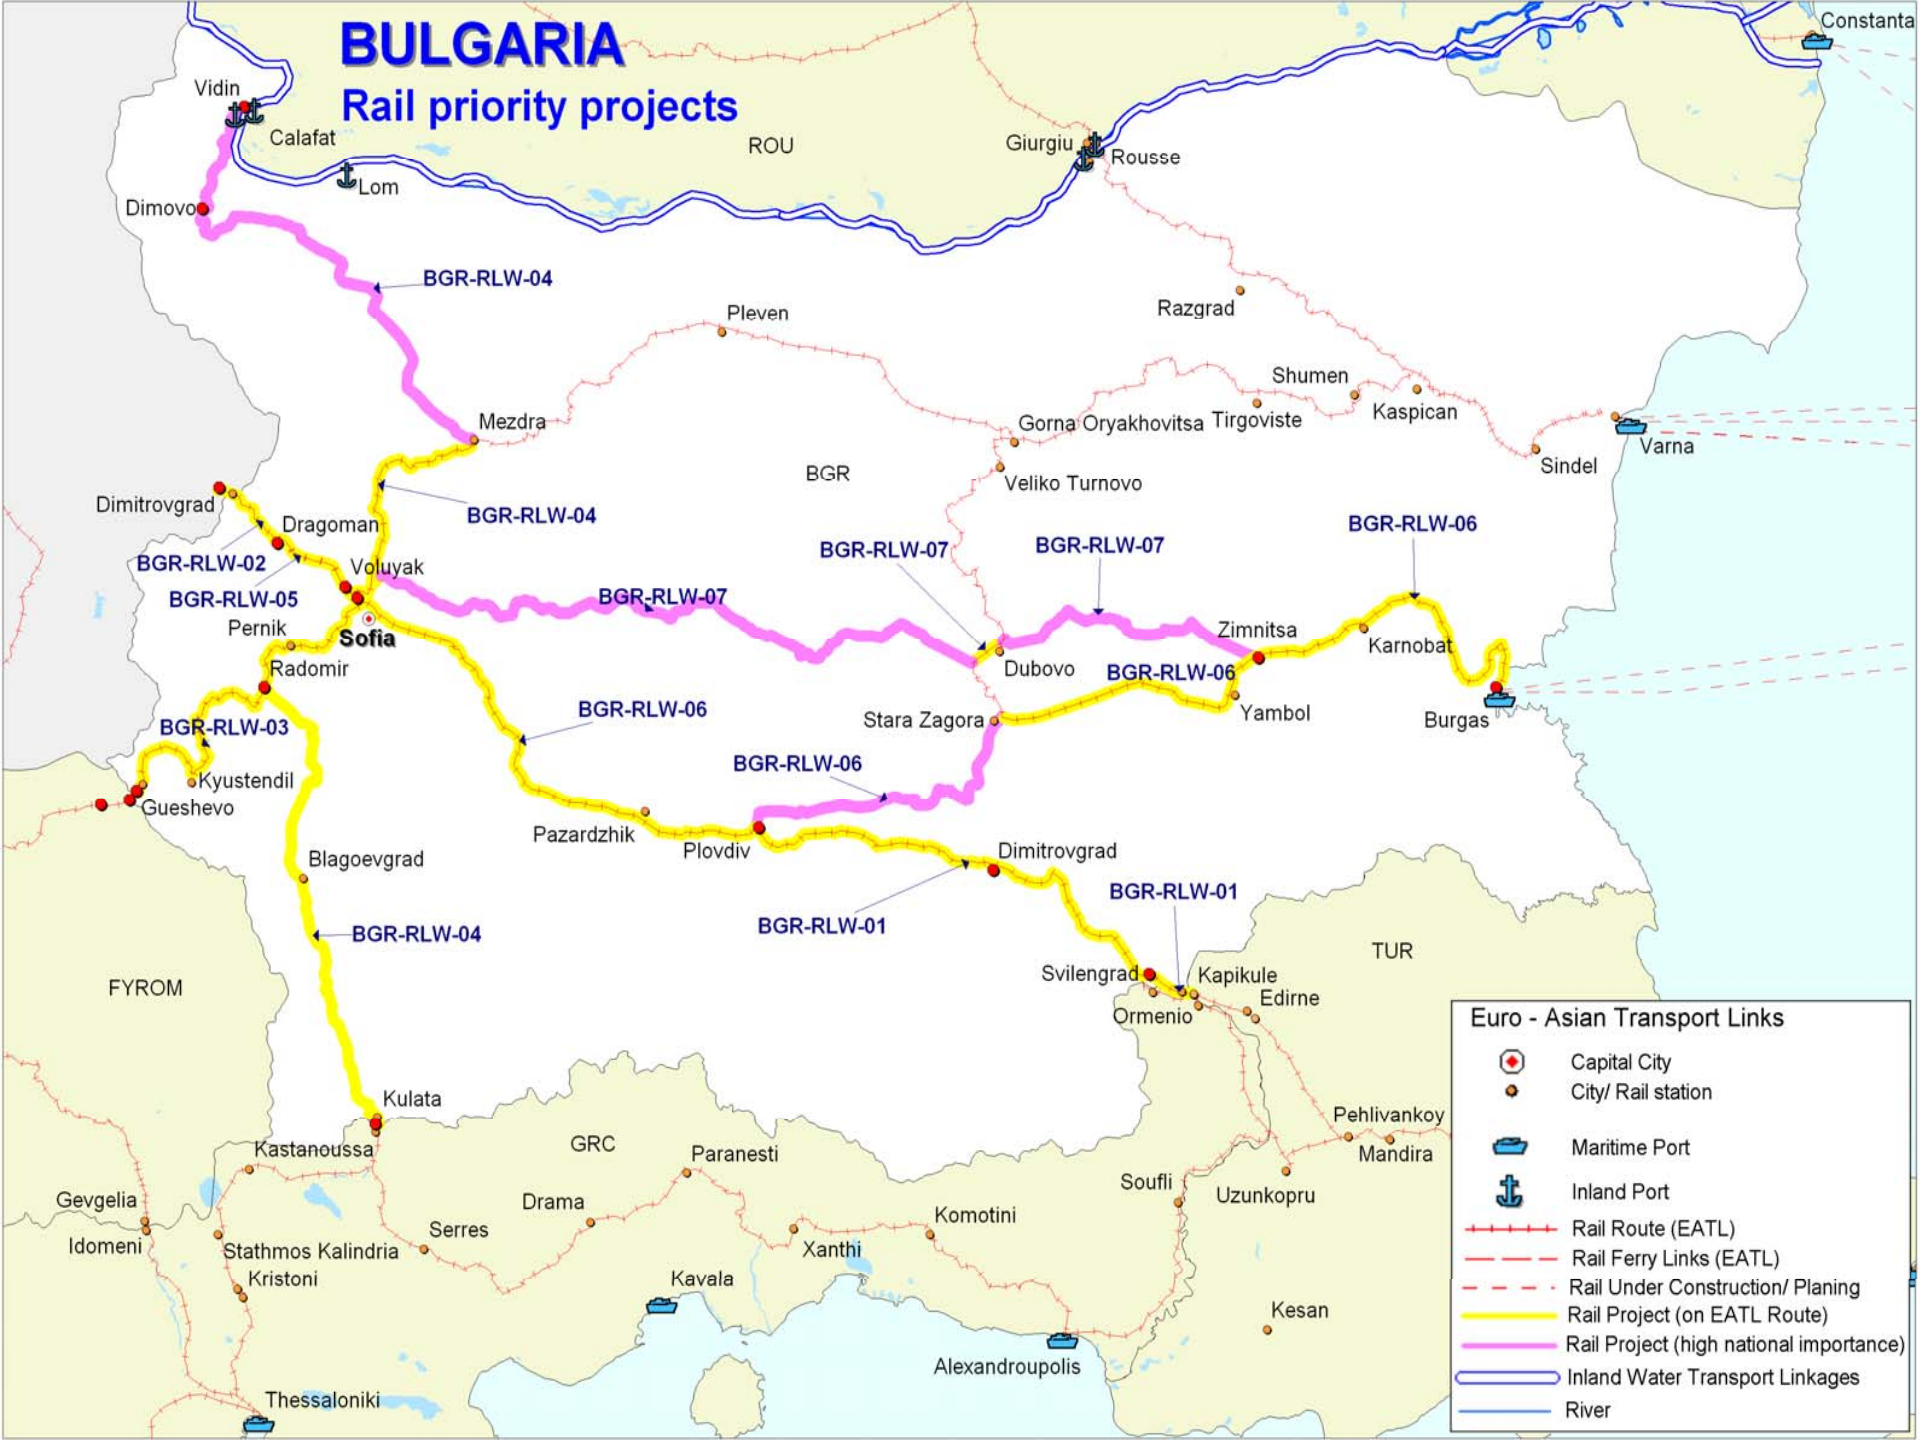 BULGARIA
Rail priority projects
Constanta
Vidin
Calafat
ROU
Giurgiu
Rousse
Lom
Dimovo
BGR-RLW-04
Pleven
Razgrad
Shumen
Kaspican
Mezdra
Gorna Oryakhovitsa
Tirgoviste
Varna
Sindel
BGR
Veliko Turnovo
Dimitrovgrad
Dragoman
BGR-RLW-04
BGR-RLW-06
BGR-RLW-02
Voluyak
BGR-RLW-07
BGR-RLW-07
BGR-RLW-05
BGR-RLW-07
Pernik
Sofia
Zimnitsa
Karnobat
Radomir
Dubovo
BGR-RLW-06
BGR-RLW-03
BGR-RLW-06
Stara Zagora
Yambol
Burgas
BGR-RLW-06
Kyustendil
Gueshevo
Pazardzhik
Plovdiv
Dimitrovgrad
Blagoevgrad
BGR-RLW-01
BGR-RLW-01
BGR-RLW-04
TUR
FYROM
Svilengrad
Kapikule
Edirne
Ormenio
Kulata
Kastanoussa
GRC
Paranesti
Pehlivankoy
Mandira
Soufli
Uzunkopru
Gevgelia
Idomeni
Drama
Serres
Komotini
Xanthi
Stathmos Kalindria
Kristoni
Kavala
Kesan
Alexandroupolis
Thessaloniki
Euro - Asian Transport Links
Capital City
City/ Rail station
Maritime Port
Inland Port
Rail Route (EATL)
Rail Ferry Links (EATL)
Rail Under Construction/ Planing
Rail Project (on EATL Route)
Rail Project (high national importance)
Inland Water Transport Linkages
River